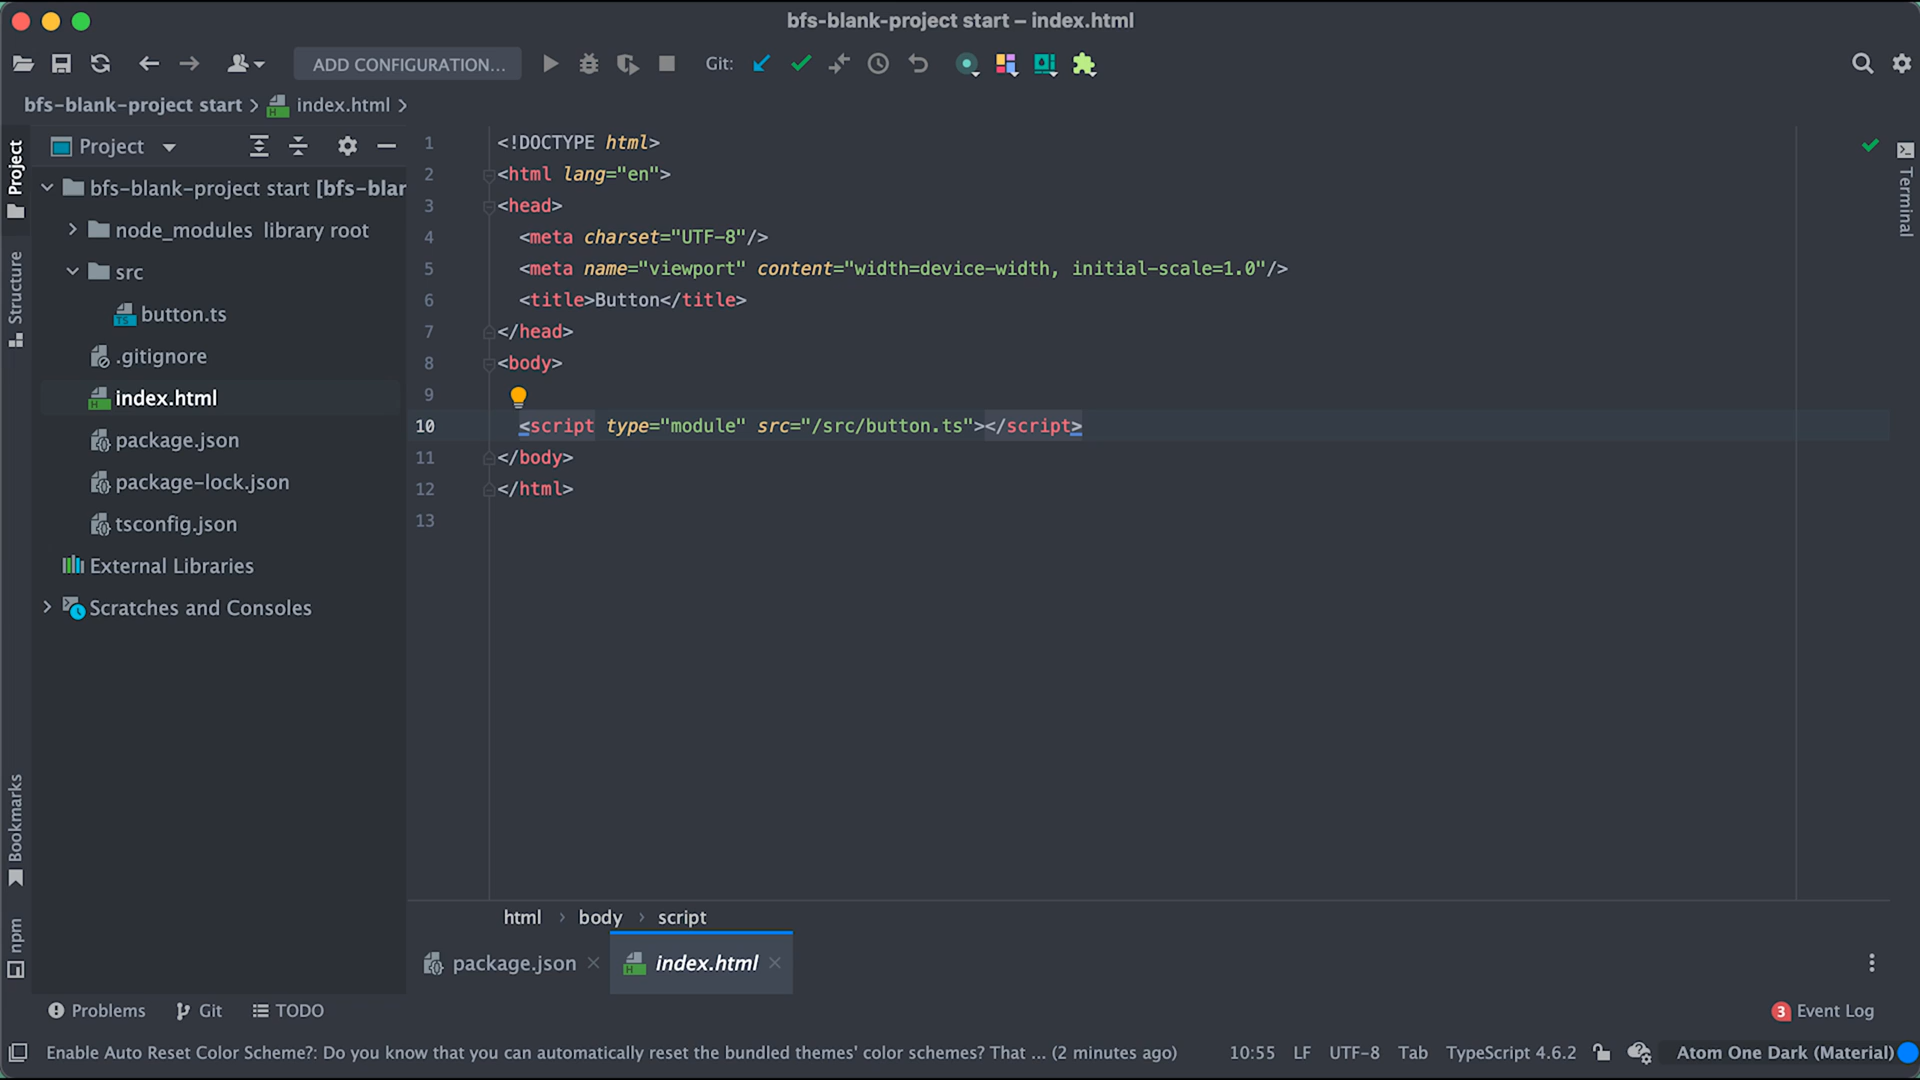 bfs-blank-project start – index.html
ADD CONFIGURATION...
Git:
bfs-blank-project start
index.html
Project
Project
bfs-blank-project start [bfs-blar
node_modules library root
src
button.ts
.gitignore
index.html
package.json
package-lock.json
tsconfig.json
External Libraries
Scratches and Consoles
Structure
Bookmarks
npm
1 <!DOCTYPE html>
2 <html lang="en">
3 <head>
4 <meta charset="UTF-8"/>
5 <meta name="viewport" content="width=device-width, initial-scale=1.0"/>
6 <title>Button</title>
7 </head>
8 <body>
9
10 <script type="module" src="/src/button.ts"></script>
11 </body>
12 </html>
13
Terminal
html › body › script
package.json
index.html
Problems
Git
TODO
3 Event Log
Enable Auto Reset Color Scheme?: Do you know that you can automatically reset the bundled themes' color schemes? That ... (2 minutes ago)
10:55 LF UTF-8 Tab TypeScript 4.6.2 Atom One Dark (Material)